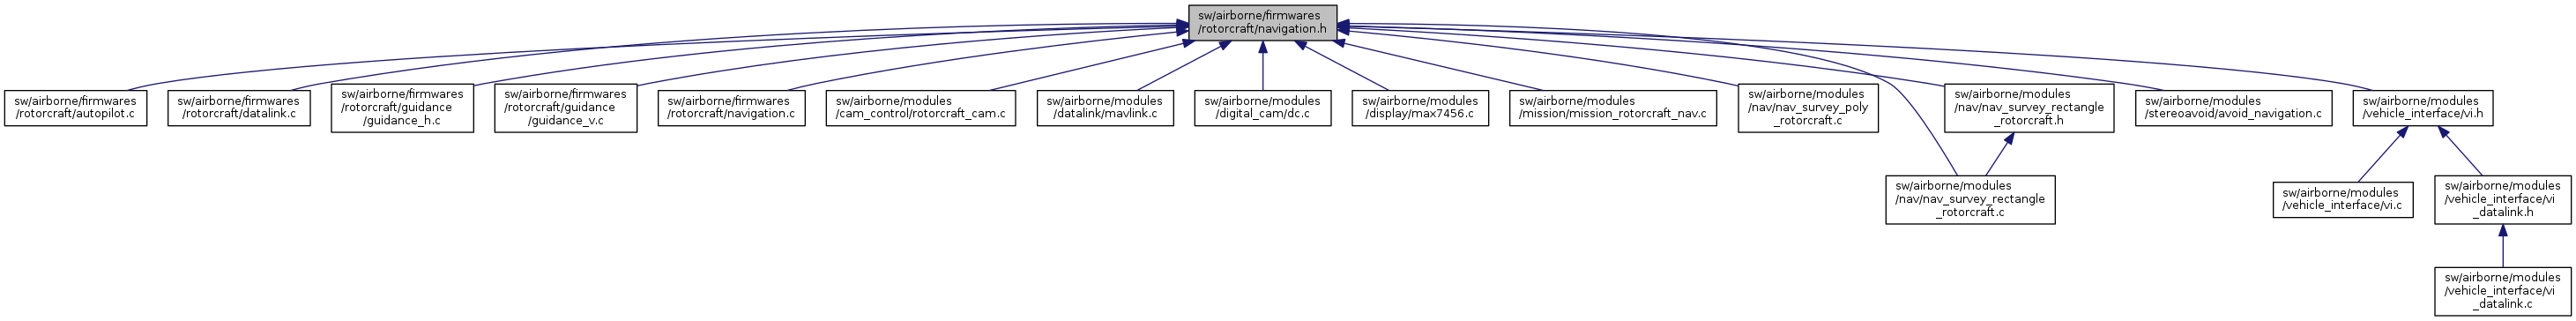 sw/airborne/firmwares
/rotorcraft/navigation.h
sw/airborne/firmwares
/rotorcraft/autopilot.c
sw/airborne/firmwares
/rotorcraft/datalink.c
sw/airborne/firmwares
/rotorcraft/guidance
/guidance_h.c
sw/airborne/firmwares
/rotorcraft/guidance
/guidance_v.c
sw/airborne/firmwares
/rotorcraft/navigation.c
sw/airborne/modules
/cam_control/rotorcraft_cam.c
sw/airborne/modules
/datalink/mavlink.c
sw/airborne/modules
/digital_cam/dc.c
sw/airborne/modules
/display/max7456.c
sw/airborne/modules
/mission/mission_rotorcraft_nav.c
sw/airborne/modules
/nav/nav_survey_poly
_rotorcraft.c
sw/airborne/modules
/nav/nav_survey_rectangle
_rotorcraft.h
sw/airborne/modules
/stereoavoid/avoid_navigation.c
sw/airborne/modules
/vehicle_interface/vi.h
sw/airborne/modules
/nav/nav_survey_rectangle
_rotorcraft.c
sw/airborne/modules
/vehicle_interface/vi.c
sw/airborne/modules
/vehicle_interface/vi
_datalink.h
sw/airborne/modules
/vehicle_interface/vi
_datalink.c